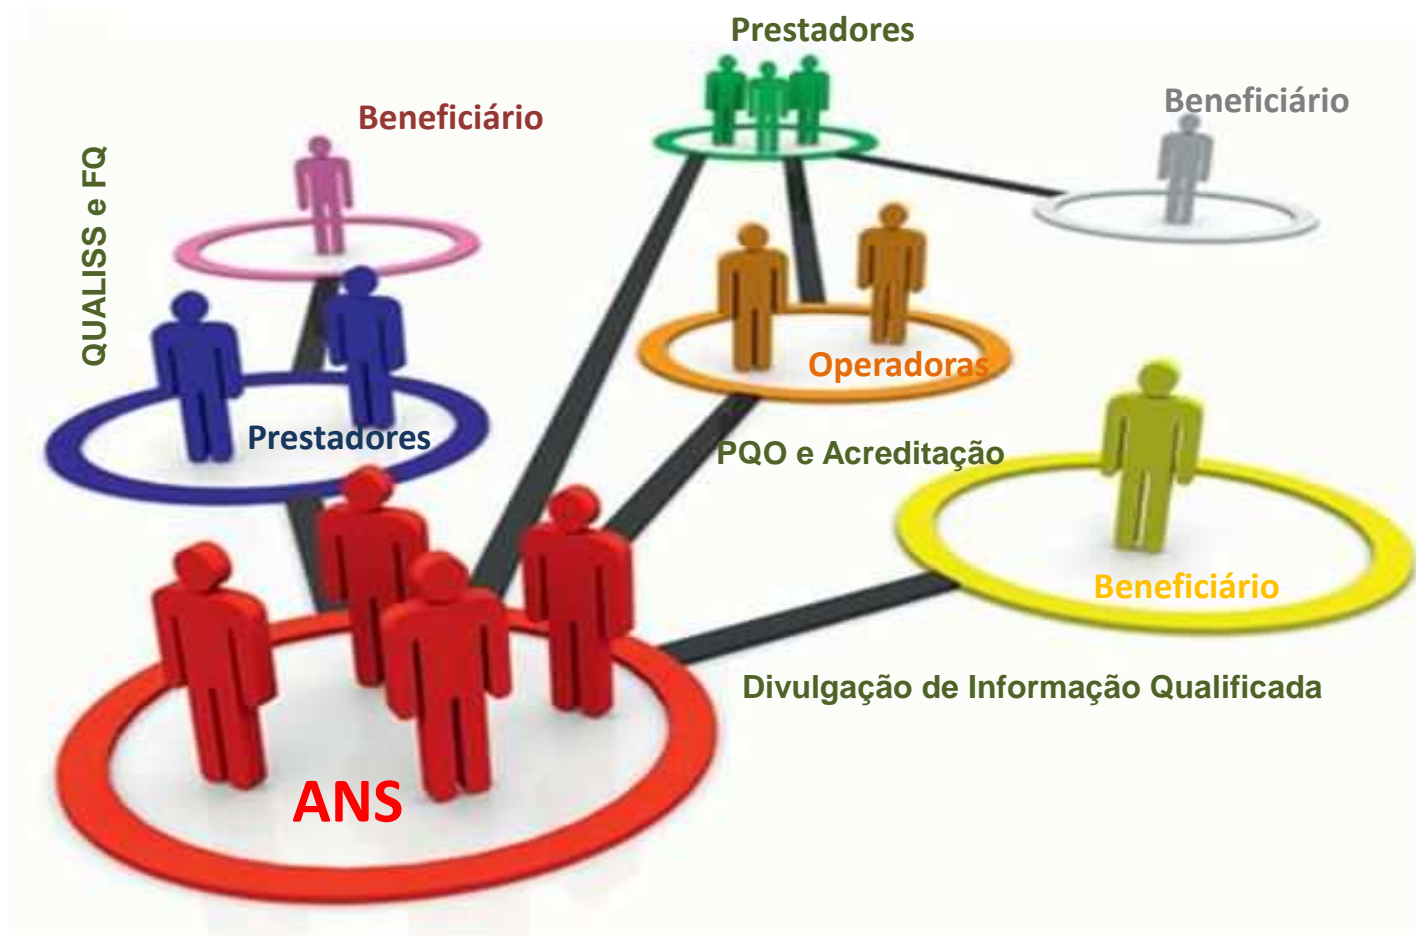 Prestadores
Beneficiário
Beneficiário
QUALISS e FQ
Operadoras
Prestadores
PQO e Acreditação
Beneficiário
Divulgação de Informação Qualificada
ANS